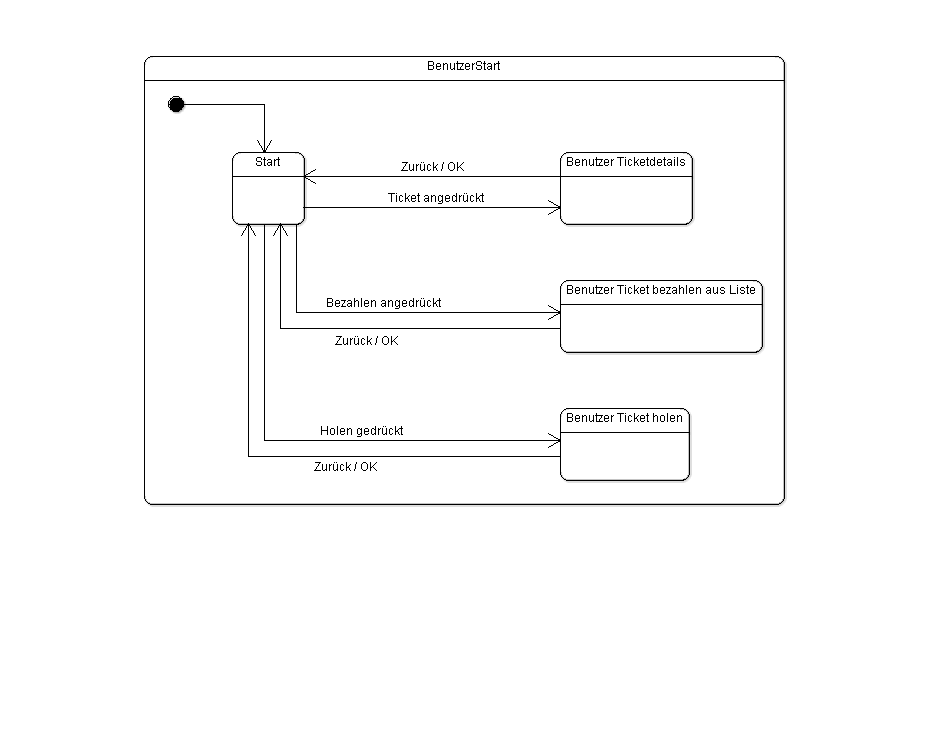 BenutzerStart
Start
Zurück / OK
Benutzer Ticketdetails
Ticket angedrückt
Benutzer Ticket bezahlen aus Liste
Bezahlen angedrückt
Zurück / OK
Benutzer Ticket holen
Holen gedrückt
Zurück / OK